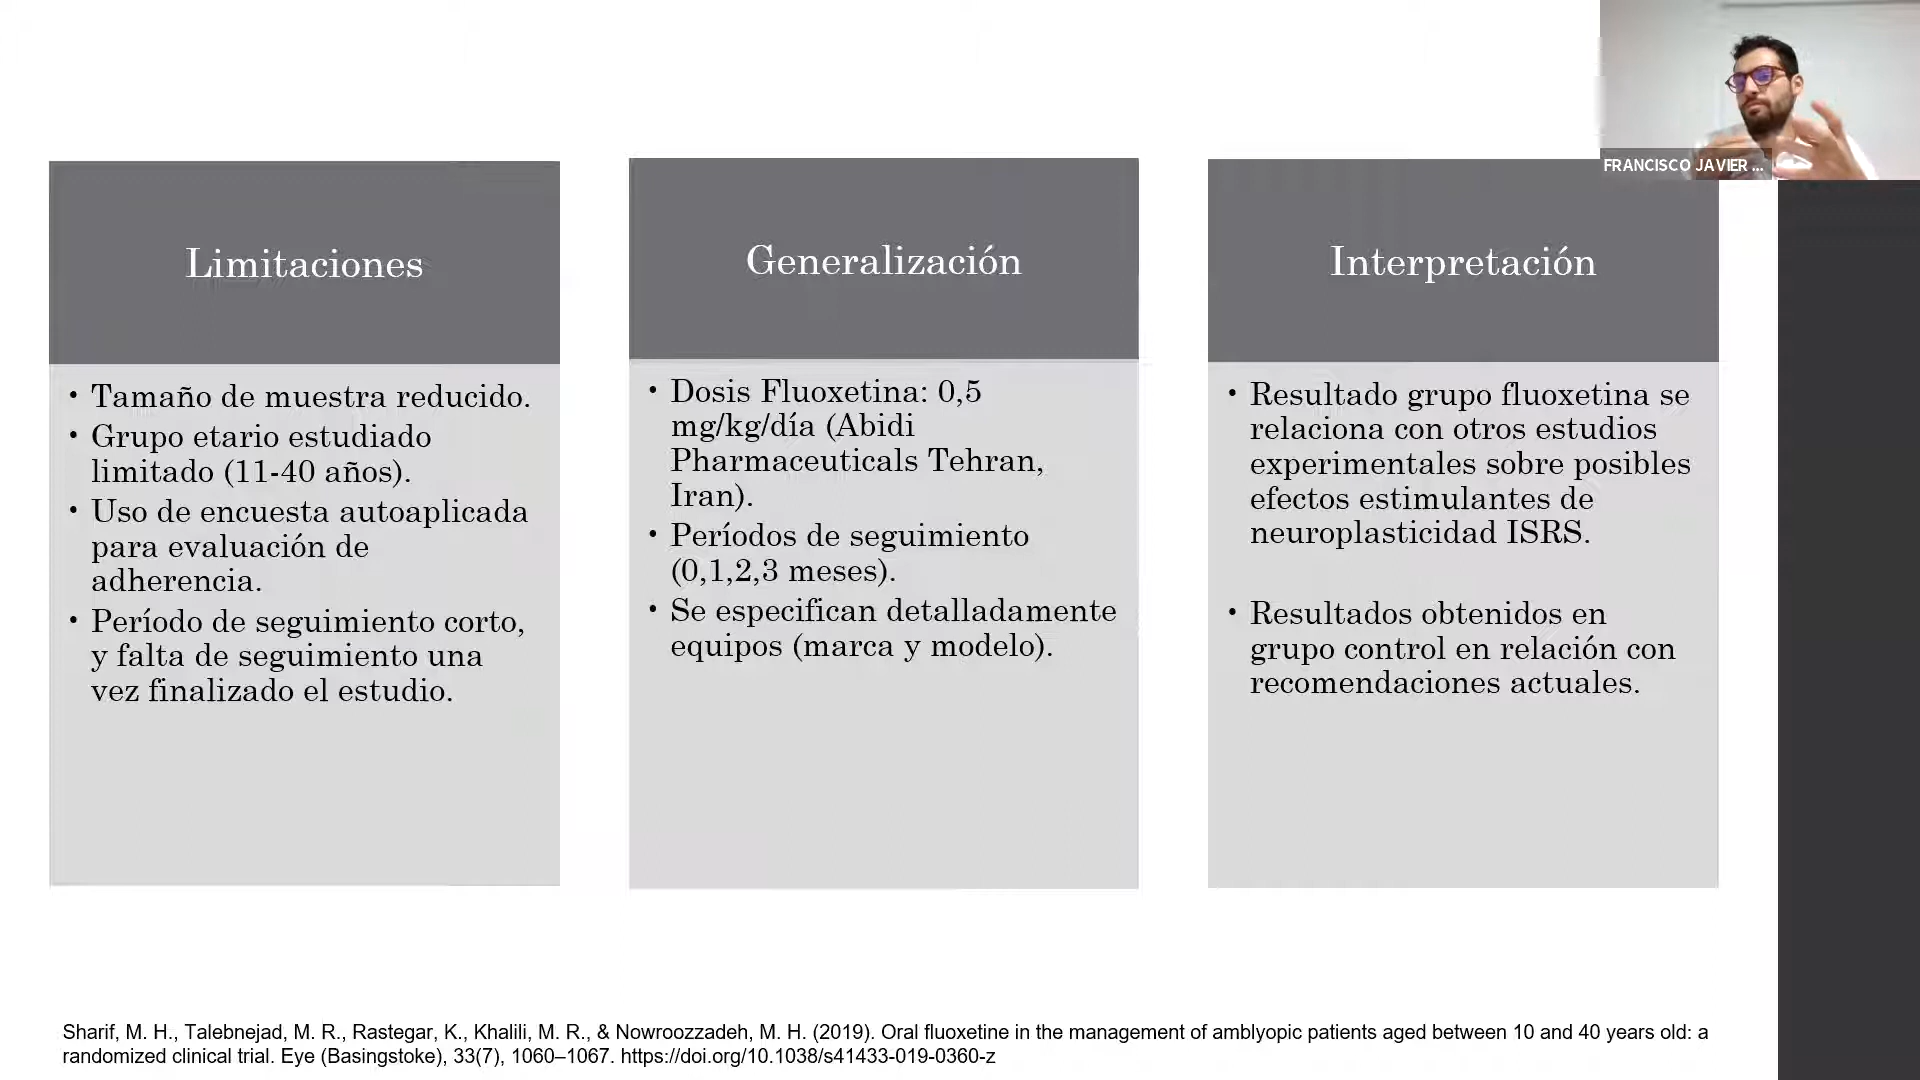 FRANCISCO JAVIER ...
Limitaciones
• Tamaño de muestra reducido.
• Grupo etario estudiado
limitado (11-40 años).
• Uso de encuesta autoaplicada
para evaluación de
adherencia.
• Período de seguimiento corto,
y falta de seguimiento una
vez finalizado el estudio.
Generalización
• Dosis Fluoxetina: 0,5
mg/kg/día (Abidi
Pharmaceuticals Tehran,
Iran).
• Períodos de seguimiento
(0,1,2,3 meses).
• Se especifican detalladamente
equipos (marca y modelo).
Interpretación
• Resultado grupo fluoxetina se
relaciona con otros estudios
experimentales sobre posibles
efectos estimulantes de
neuroplasticidad ISRS.
• Resultados obtenidos en
grupo control en relación con
recomendaciones actuales.
Sharif, M. H., Talebnejad, M. R., Rastegar, K., Khalili, M. R., & Nowroozzadeh, M. H. (2019). Oral fluoxetine in the management of amblyopic patients aged between 10 and 40 years old: a
randomized clinical trial. Eye (Basingstoke), 33(7), 1060–1067. https://doi.org/10.1038/s41433-019-0360-z